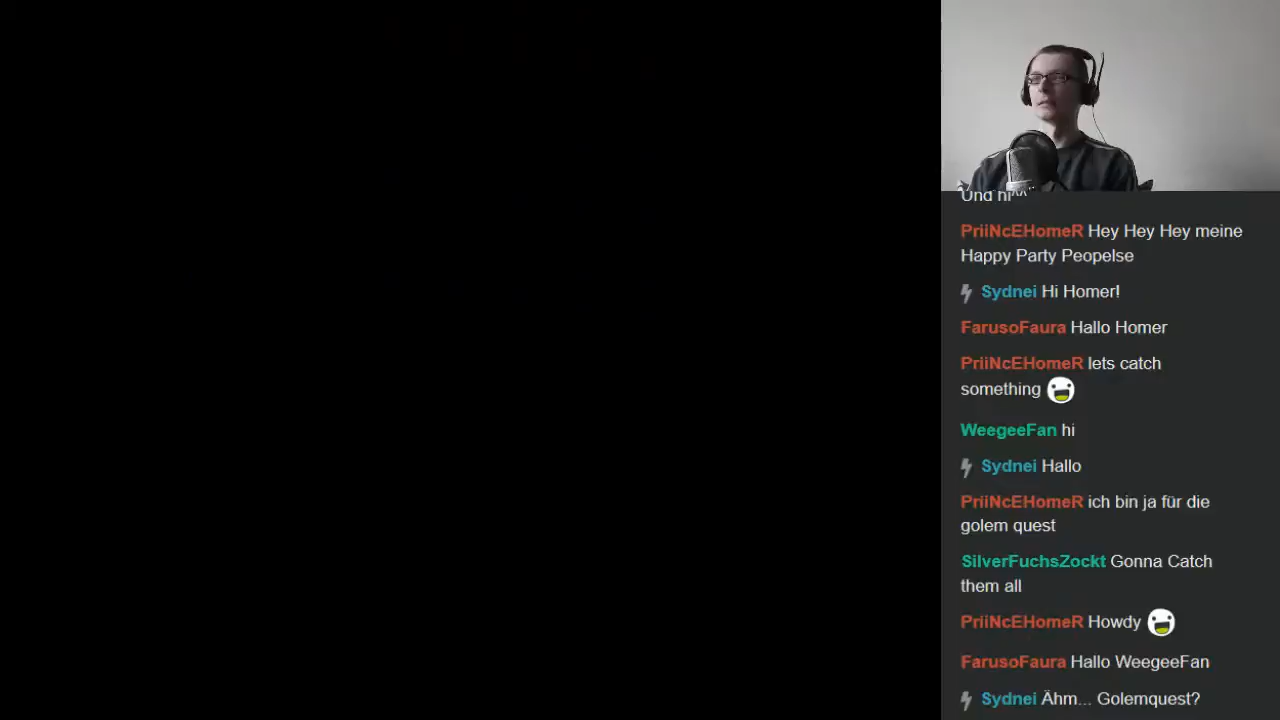 Und hi^^
PriiNcEHomeR Hey Hey Hey meine
Happy Party Peopelse
Sydnei Hi Homer!
FarusoFaura Hallo Homer
PriiNcEHomeR lets catch
something
WeegeeFan hi
Sydnei Hallo
PriiNcEHomeR ich bin ja für die
golem quest
SilverFuchsZockt Gonna Catch
them all
PriiNcEHomeR Howdy
FarusoFaura Hallo WeegeeFan
Sydnei Ähm... Golemquest?